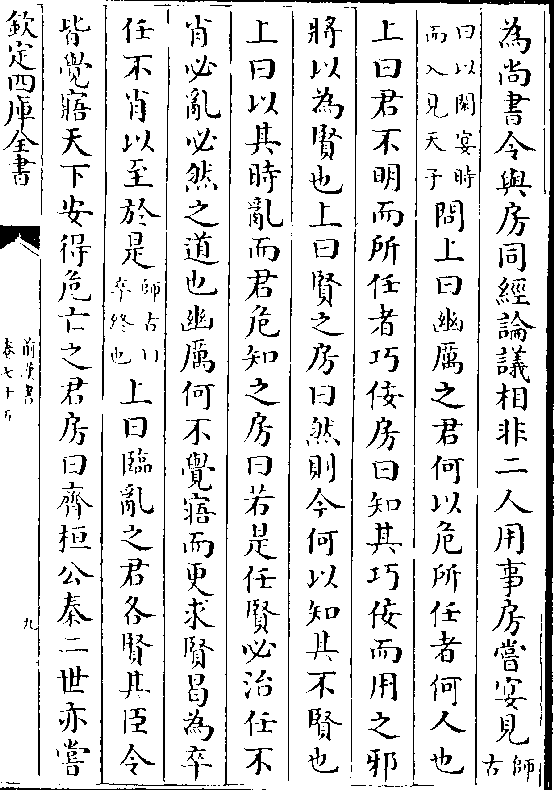 為尚書令與房同經論議相非二人用事房嘗宴見師古
曰以閑宴時而入見天子問上曰幽厲之君何以危所任者何人也
上曰君不明而所任者巧佞房曰知其巧佞而用之邪
將以為賢也上曰賢之房曰然則今何以知其不賢也
上曰以其時亂而君危知之房曰若是任賢必治任不
肖必亂必然之道也幽厲何不覺寤而更求賢曷為卒
任不肖以至於是師古曰卒終也上曰臨亂之君各賢其臣令
皆覺寤天下安得危亡之君房曰齊桓公秦二世亦嘗
欽定四庫全書
前漢書
卷七十五
九